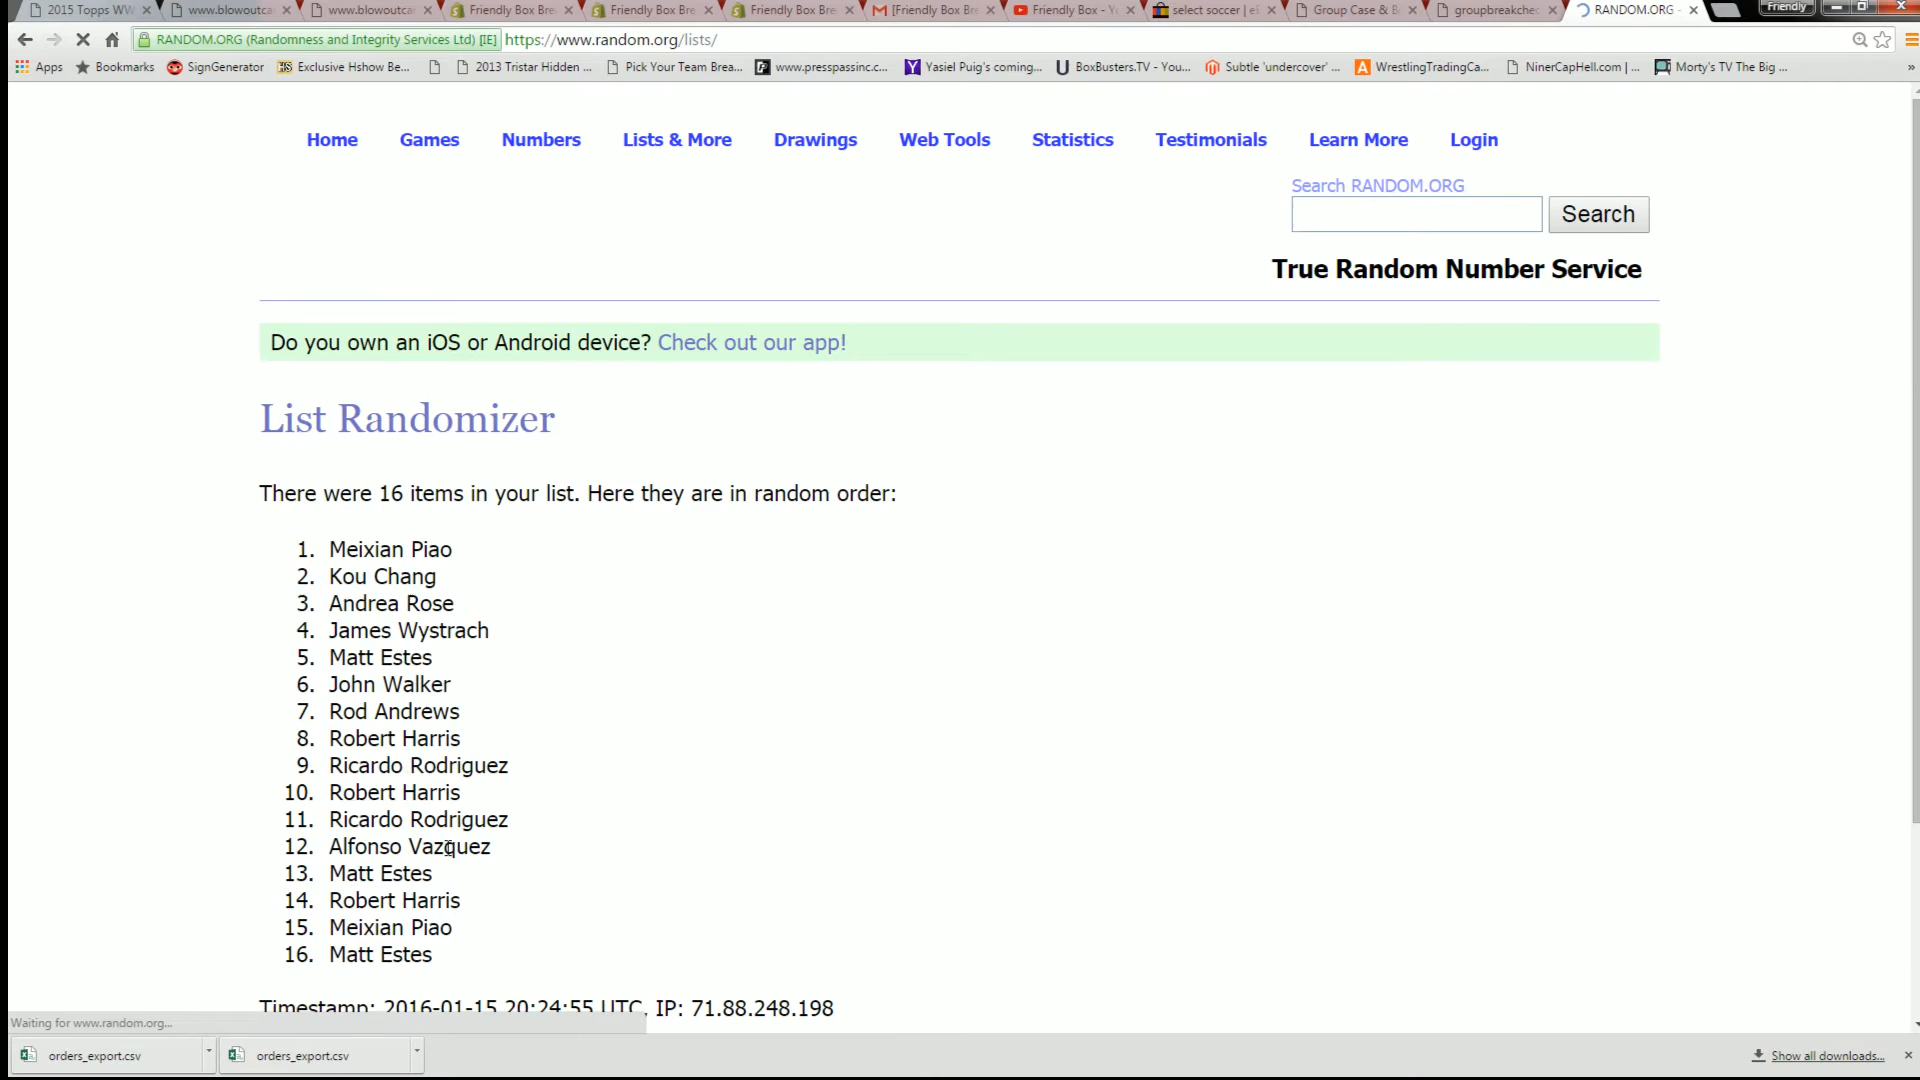 2015 Topps WW
www.blowoutca
www.blowoutca
Friendly Box Bre
Friendly Box Bre
Friendly Box Bre
[Friendly Box Bre
Friendly Box - Yo
select soccer | e
Group Case & B
groupbreakchec
RANDOM.ORG -
Friendly
RANDOM.ORG (Randomness and Integrity Services Ltd) [IE]
https://www.random.org/lists/
Apps
Bookmarks
SignGenerator
Exclusive Hshow Be...
2013 Tristar Hidden ...
Pick Your Team Brea...
www.presspassinc.c...
Yasiel Puig's coming...
BoxBusters.TV - You...
Subtle 'undercover' ...
WrestlingTradingCa...
NinerCapHell.com | ...
Morty's TV The Big ...
»
Home Games Numbers Lists & More Drawings Web Tools Statistics Testimonials Learn More Login
Search RANDOM.ORG
Search
True Random Number Service
Do you own an iOS or Android device? Check out our app!
List Randomizer
There were 16 items in your list. Here they are in random order:
1. Meixian Piao
2. Kou Chang
3. Andrea Rose
4. James Wystrach
5. Matt Estes
6. John Walker
7. Rod Andrews
8. Robert Harris
9. Ricardo Rodriguez
10. Robert Harris
11. Ricardo Rodriguez
12. Alfonso Vazquez
13. Matt Estes
14. Robert Harris
15. Meixian Piao
16. Matt Estes
Timestamp: 2016-01-15 20:24:55 UTC. IP: 71.88.248.198
Waiting for www.random.org...
orders_export.csv
orders_export.csv
Show all downloads...